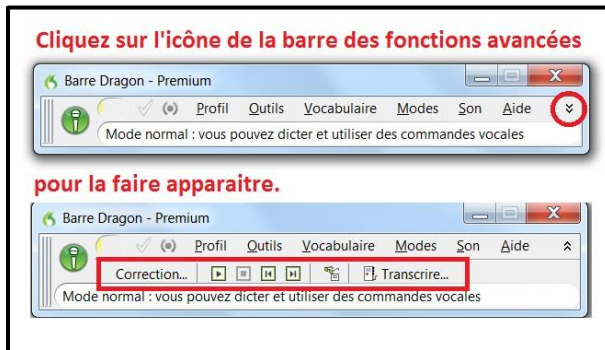 Cliquez sur l'icône de la barre des fonctions avancées
Barre Dragon - Premium
Profil Outils Vocabulaire Modes Son Aide
Mode normal : vous pouvez dicter et utiliser des commandes vocales
pour la faire apparaitre.
Barre Dragon - Premium
Profil Outils Vocabulaire Modes Son Aide
Correction... Transcrire...
Mode normal : vous pouvez dicter et utiliser des commandes vocales